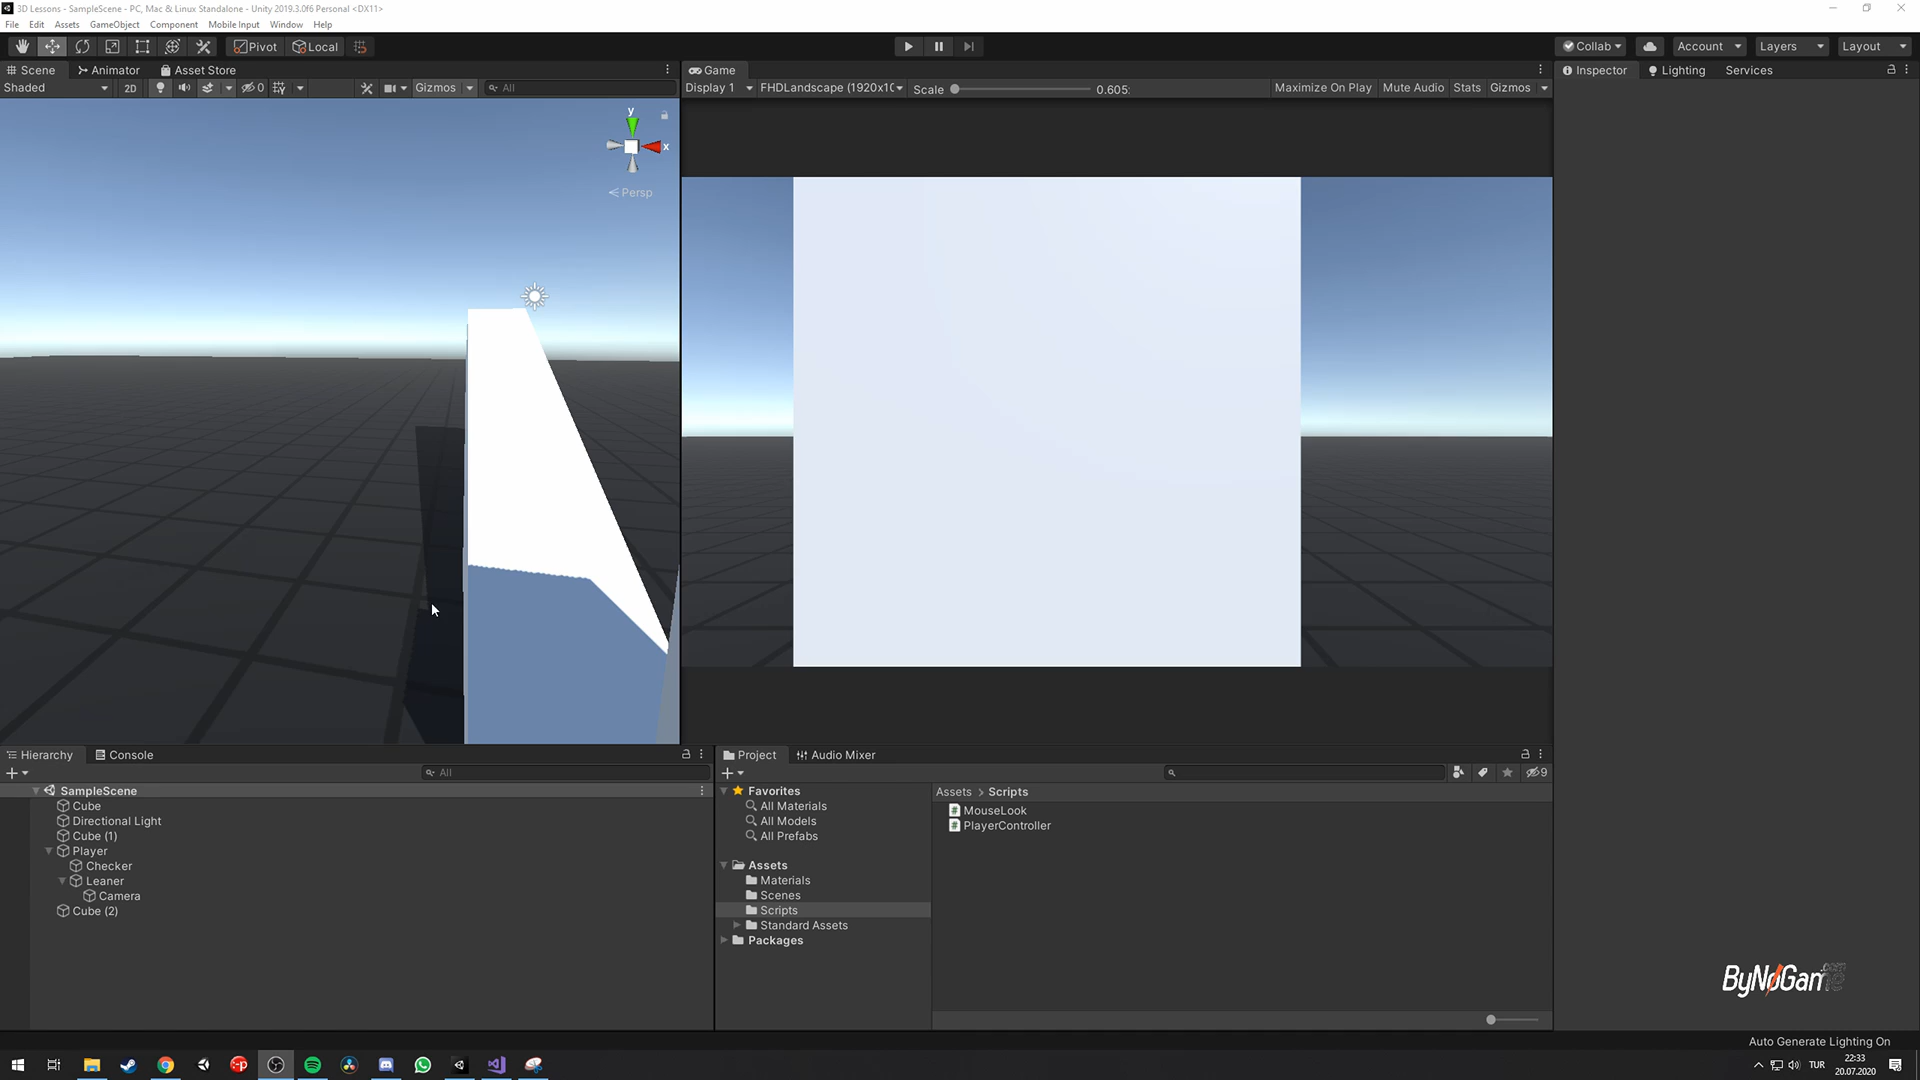 3D Lessons - SampleScene - PC, Mac & Linux Standalone - Unity 2019.3.0f6 Personal <DX11>
File Edit Assets GameObject Component Mobile Input Window Help
Pivot Local Collab Account Layers Layout
Scene Animator Asset Store Game Inspector Lighting Services
Shaded 2D 0 Gizmos All Display 1 FHDLandscape (1920x10 Scale 0.605: Maximize On Play Mute Audio Stats Gizmos
y
x
Persp
Hierarchy Console Project Audio Mixer
All 9
SampleScene
Cube
Directional Light
Cube (1)
Player
Checker
Leaner
Camera
Cube (2)
Favorites
All Materials
All Models
All Prefabs
Assets
Materials
Scenes
Scripts
Standard Assets
Packages
Assets > Scripts
MouseLook
PlayerController
ByNoGame
.com
Auto Generate Lighting On
TUR
22:33
20.07.2020